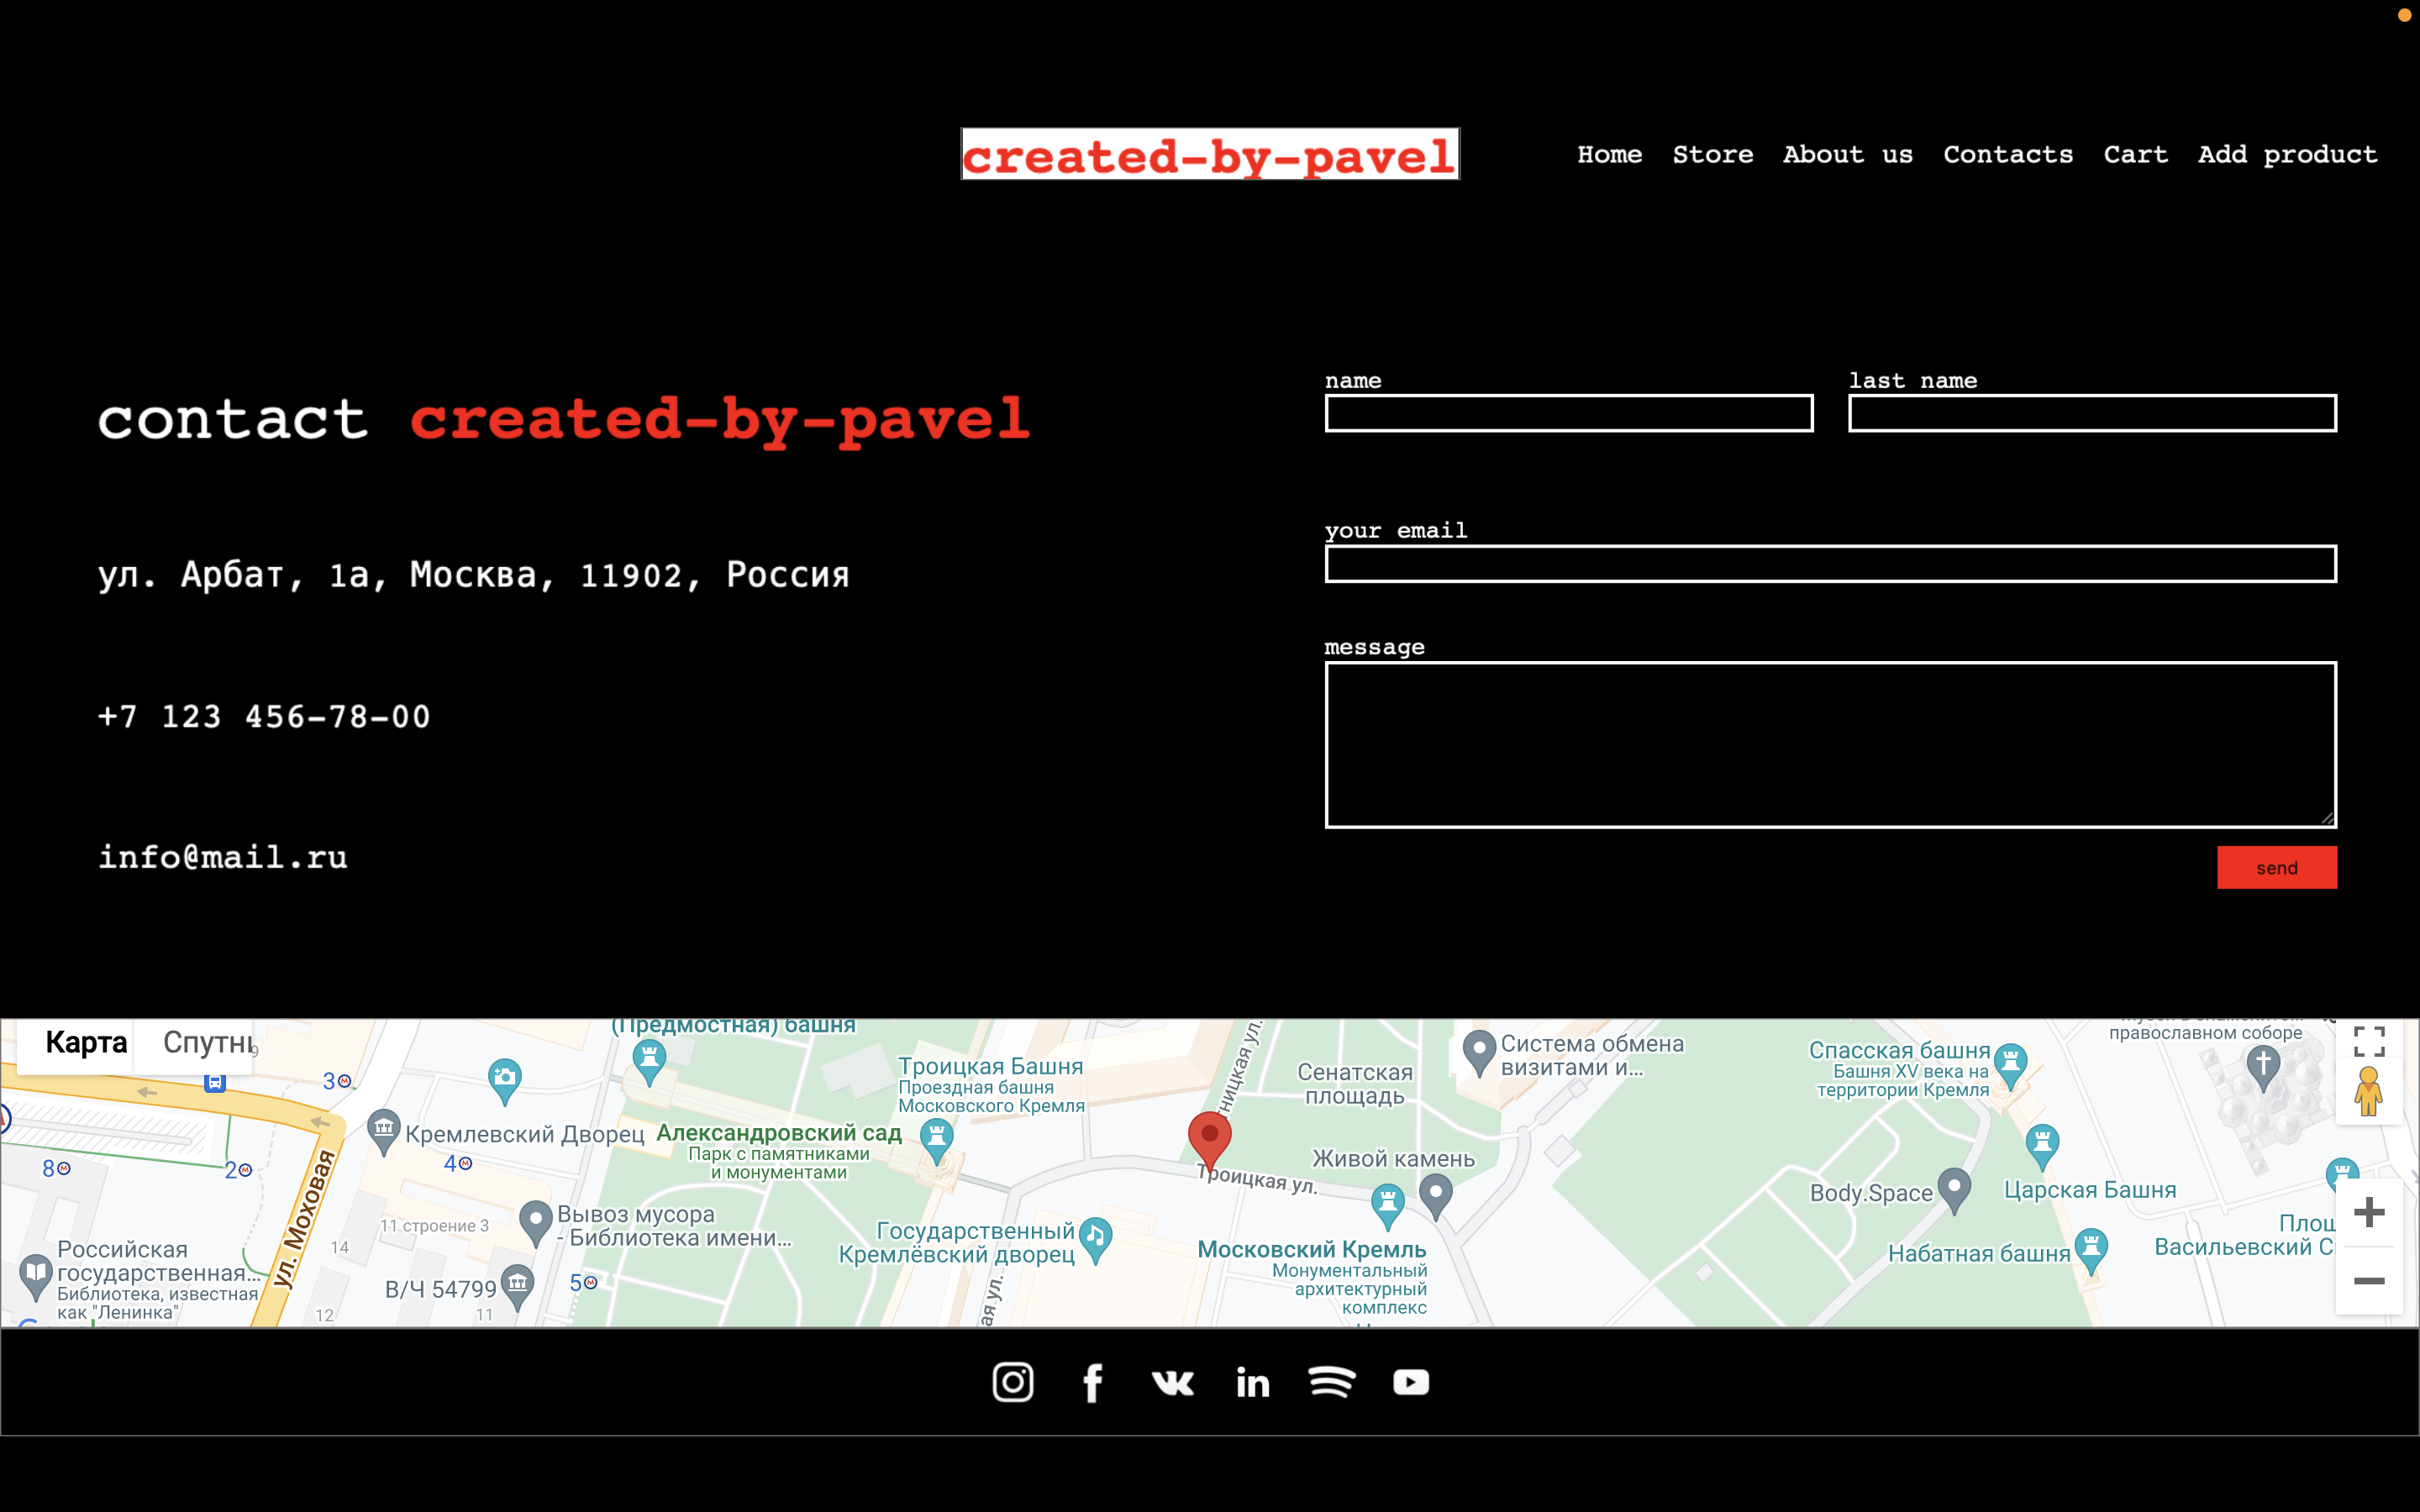 created-by-pavel
Home Store About us Contacts Cart Add product
contact created-by-pavel
ул. Арбат, 1а, Москва, 11902, Россия
+7 123 456-78-00
info@mail.ru
name
last name
your email
message
send
Карта
Спутни
9
3
(Предмостная) башня
Троицкая Башня
Проездная башня
Московского Кремля
тницкая ул.
Сенатская
площадь
Система обмена
визитами и...
Спасская башня
Башня XV века на
территории Кремля
православном соборе
Кремлевский Дворец
Александровский сад
Парк с памятниками
и монументами
8
2
4
ул. Моховая
Троицкая ул.
Живой камень
Body.Space
Царская Башня
11 строение 3
14
Вывоз мусора
- Библиотека имени...
Государственный
Кремлёвский дворец
Московский Кремль
Монументальный
архитектурный
комплекс
Набатная башня
Площ
Васильевский С
Российская
государственная...
Библиотека, известная
как "Ленинка"
В/Ч 54799
5
12
11
ая ул.